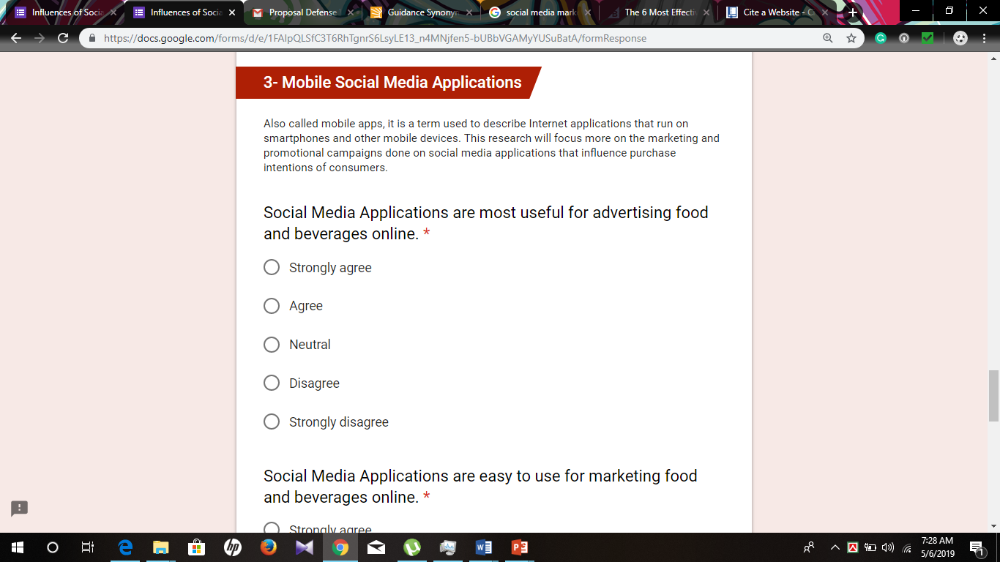 Influences of Socia
Influences of Socia
Proposal Defense
Guidance Synonym
social media mark
The 6 Most Effectiv
Cite a Website - C
https://docs.google.com/forms/d/e/1FAIpQLSfC3T6RhTgnrS6LsyLE13_n4MNjfen5-bUBbVGAMyYUSuBatA/formResponse
3- Mobile Social Media Applications
Also called mobile apps, it is a term used to describe Internet applications that run on
smartphones and other mobile devices. This research will focus more on the marketing and
promotional campaigns done on social media applications that influence purchase
intentions of consumers.
Social Media Applications are most useful for advertising food
and beverages online. *
Strongly agree
Agree
Neutral
Disagree
Strongly disagree
Social Media Applications are easy to use for marketing food
and beverages online. *
Strongly agree
7:28 AM
5/6/2019
1